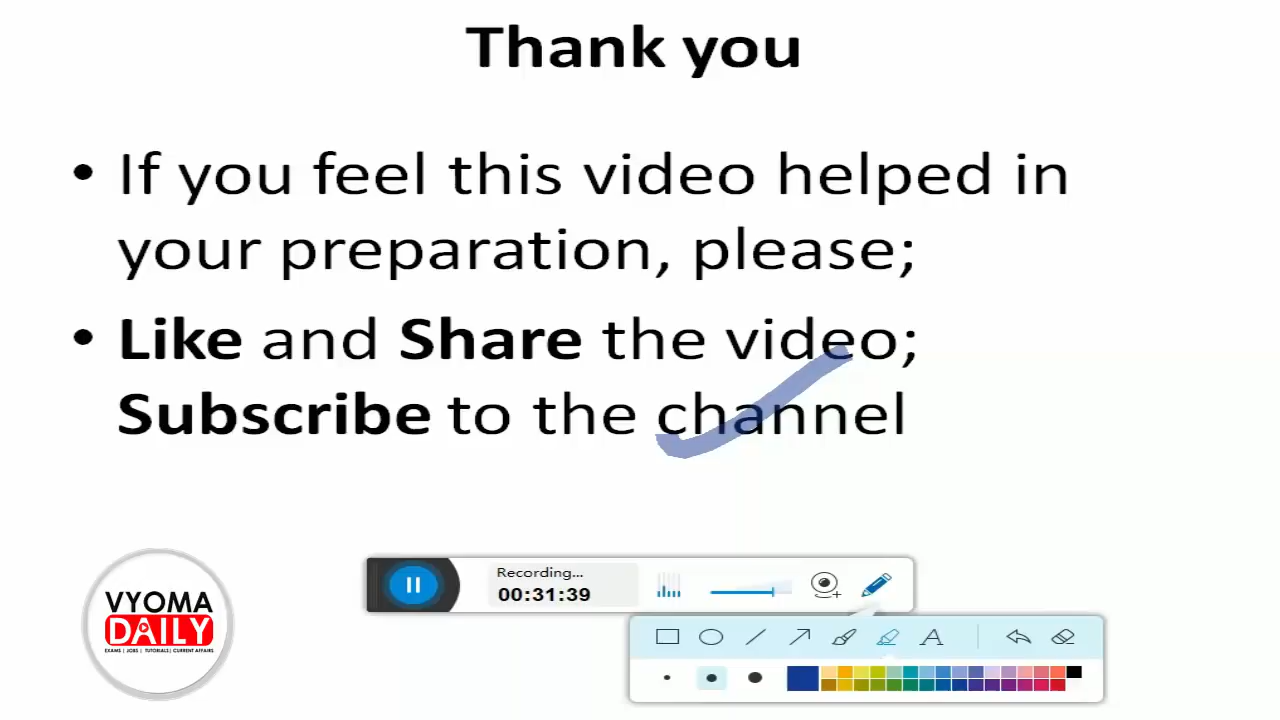 Thank you
• If you feel this video helped in
your preparation, please;
• Like and Share the video;
Subscribe to the channel
VYOMA
DAILY
EXAMS | JOBS | TUTORIALS | CURRENT AFFAIRS
Recording...
00:31:39
A